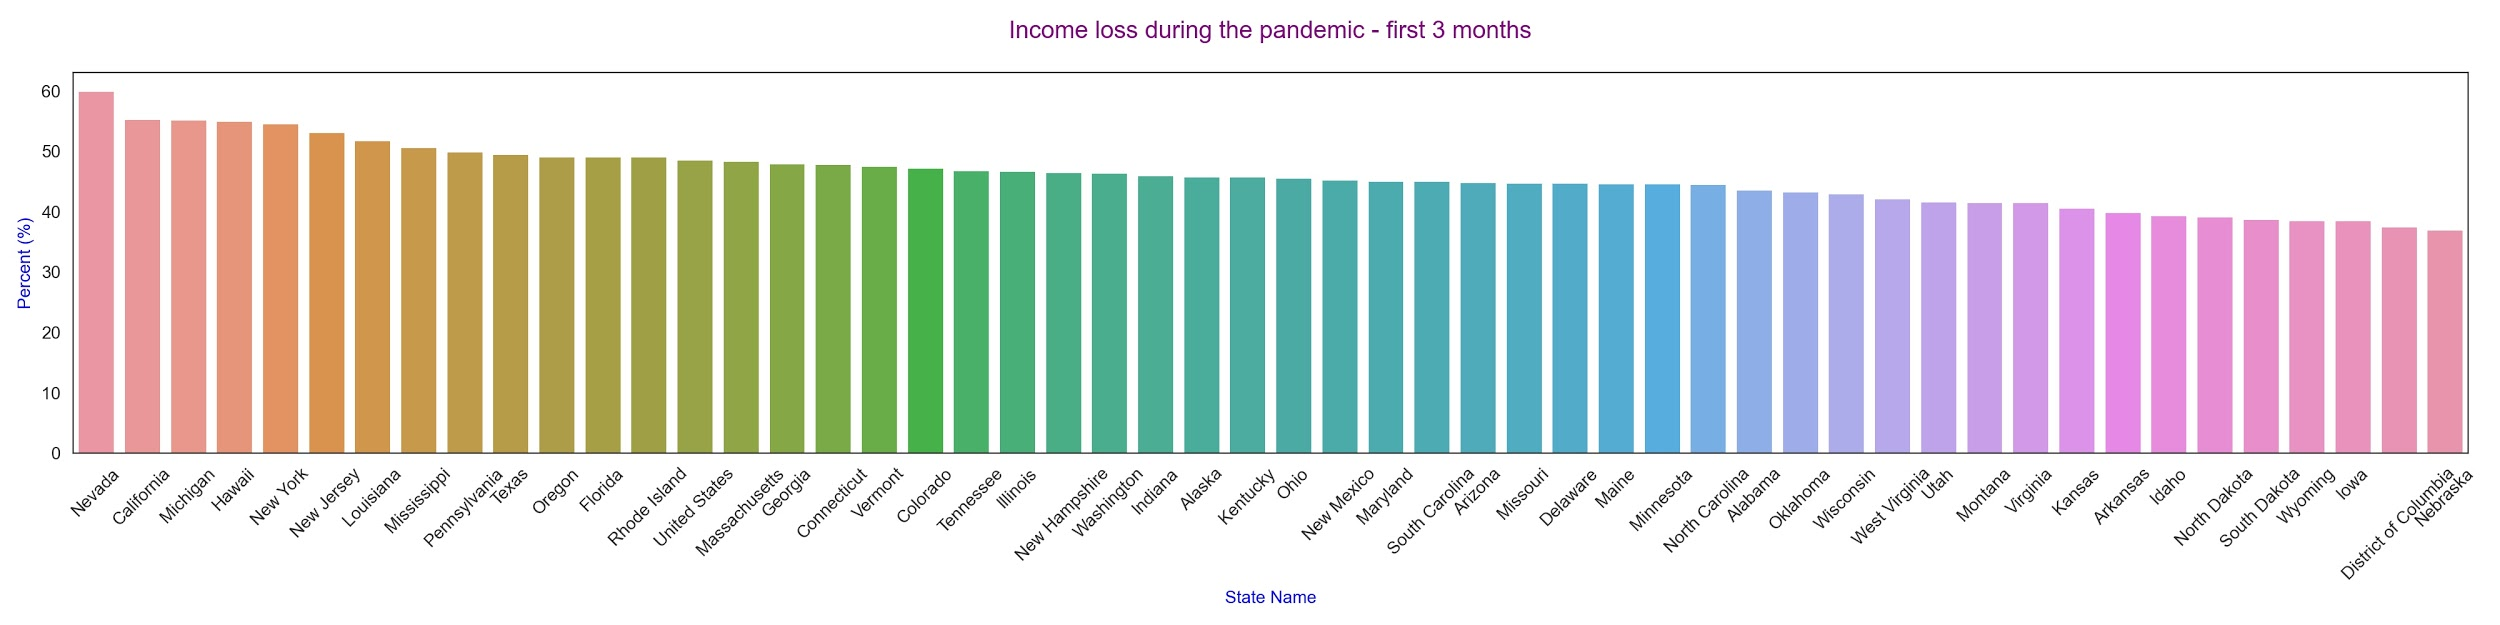 Income loss during the pandemic - first 3 months
60
50
40
30
20
10
0
Percent (%)
Nevada
California
Michigan
Hawaii
New York
New Jersey
Louisiana
Mississippi
Pennsylvania
Texas
Oregon
Florida
Rhode Island
United States
Massachusetts
Georgia
Connecticut
Vermont
Colorado
Tennessee
Illinois
New Hampshire
Washington
Indiana
Alaska
Kentucky
Ohio
New Mexico
Maryland
South Carolina
Arizona
Missouri
Delaware
Maine
Minnesota
North Carolina
Alabama
Oklahoma
Wisconsin
West Virginia
Utah
Montana
Virginia
Kansas
Arkansas
Idaho
North Dakota
South Dakota
Wyoming
Iowa
District of Columbia
Nebraska
State Name